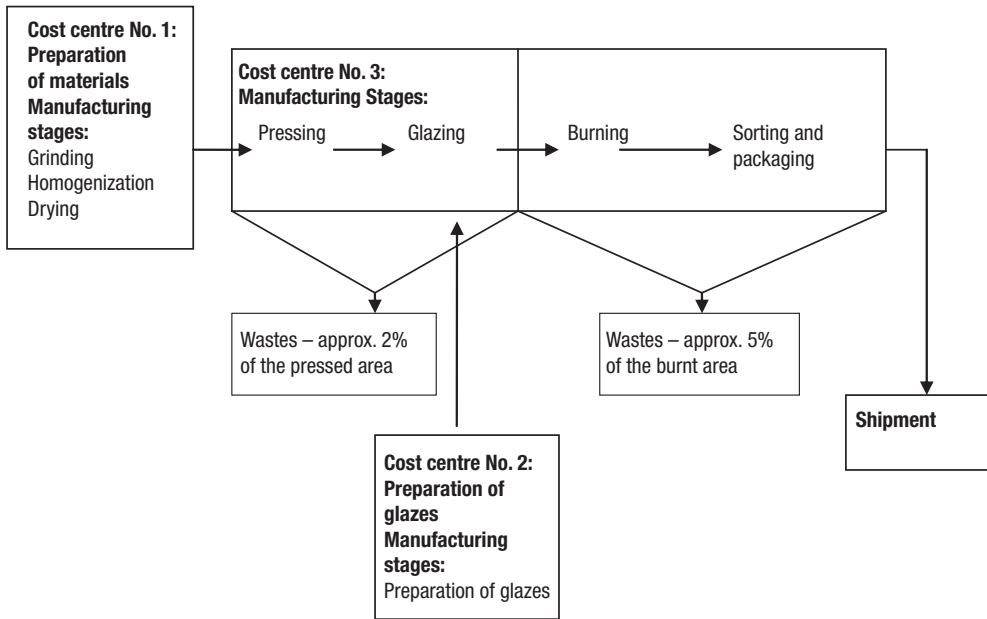 Cost centre No. 1:
Preparation
of materials
Manufacturing
stages:
Grinding
Homogenization
Drying
Cost centre No. 3:
Manufacturing Stages:
Pressing
Glazing
Burning
Sorting and
packaging
Wastes – approx. 2%
of the pressed area
Wastes – approx. 5%
of the burnt area
Shipment
Cost centre No. 2:
Preparation of
glazes
Manufacturing
stages:
Preparation of glazes